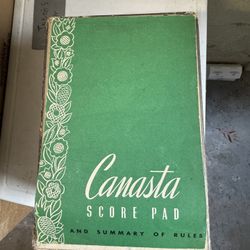 Canasta
SCORE PAD
AND SUMMARY OF RULES